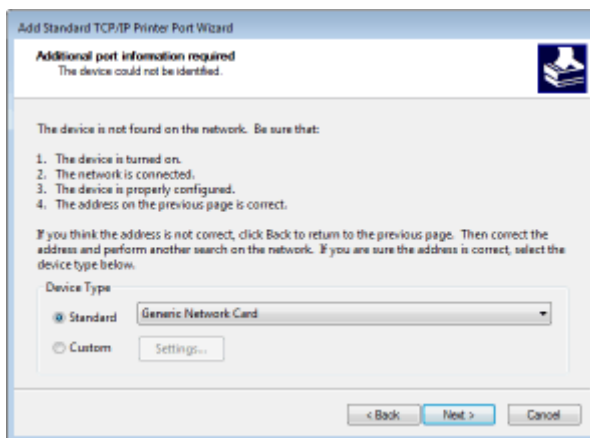 Add Standard TCP/IP Printer Port Wizard
Additional port information required
The device could not be identified.
The device is not found on the network. Be sure that:
1. The device is turned on.
2. The network is connected.
3. The device is properly configured.
4. The address on the previous page is correct.
If you think the address is not correct, click Back to return to the previous page. Then correct the
address and perform another search on the network. If you are sure the address is correct, select the
device type below.
Device Type
Standard Generic Network Card
Custom Settings...
< Back Next > Cancel